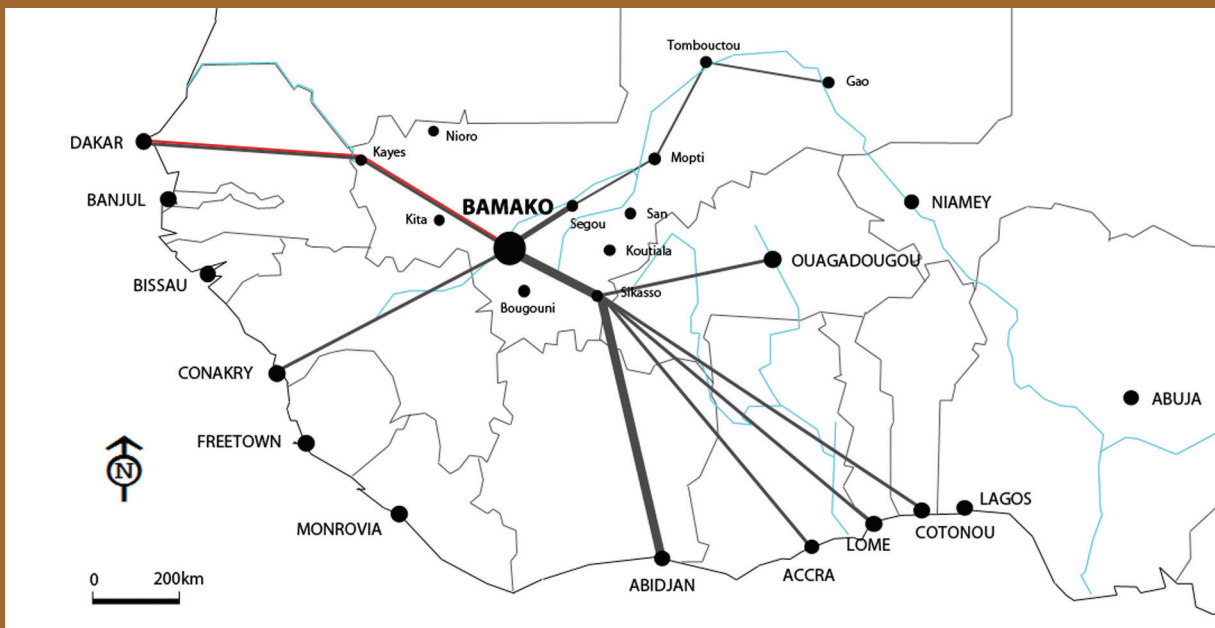 Tombouctou
Gao
DAKAR
Nioro
Kayes
Mopti
BANJUL
BAMAKO
NIAMEY
Kita
Segou
San
Koutiala
OUAGADOUGOU
BISSAU
Sikasso
Bougouni
CONAKRY
ABUJA
FREETOWN
N
LAGOS
MONROVIA
COTONOU
LOME
ACCRA
0 200km
ABIDJAN